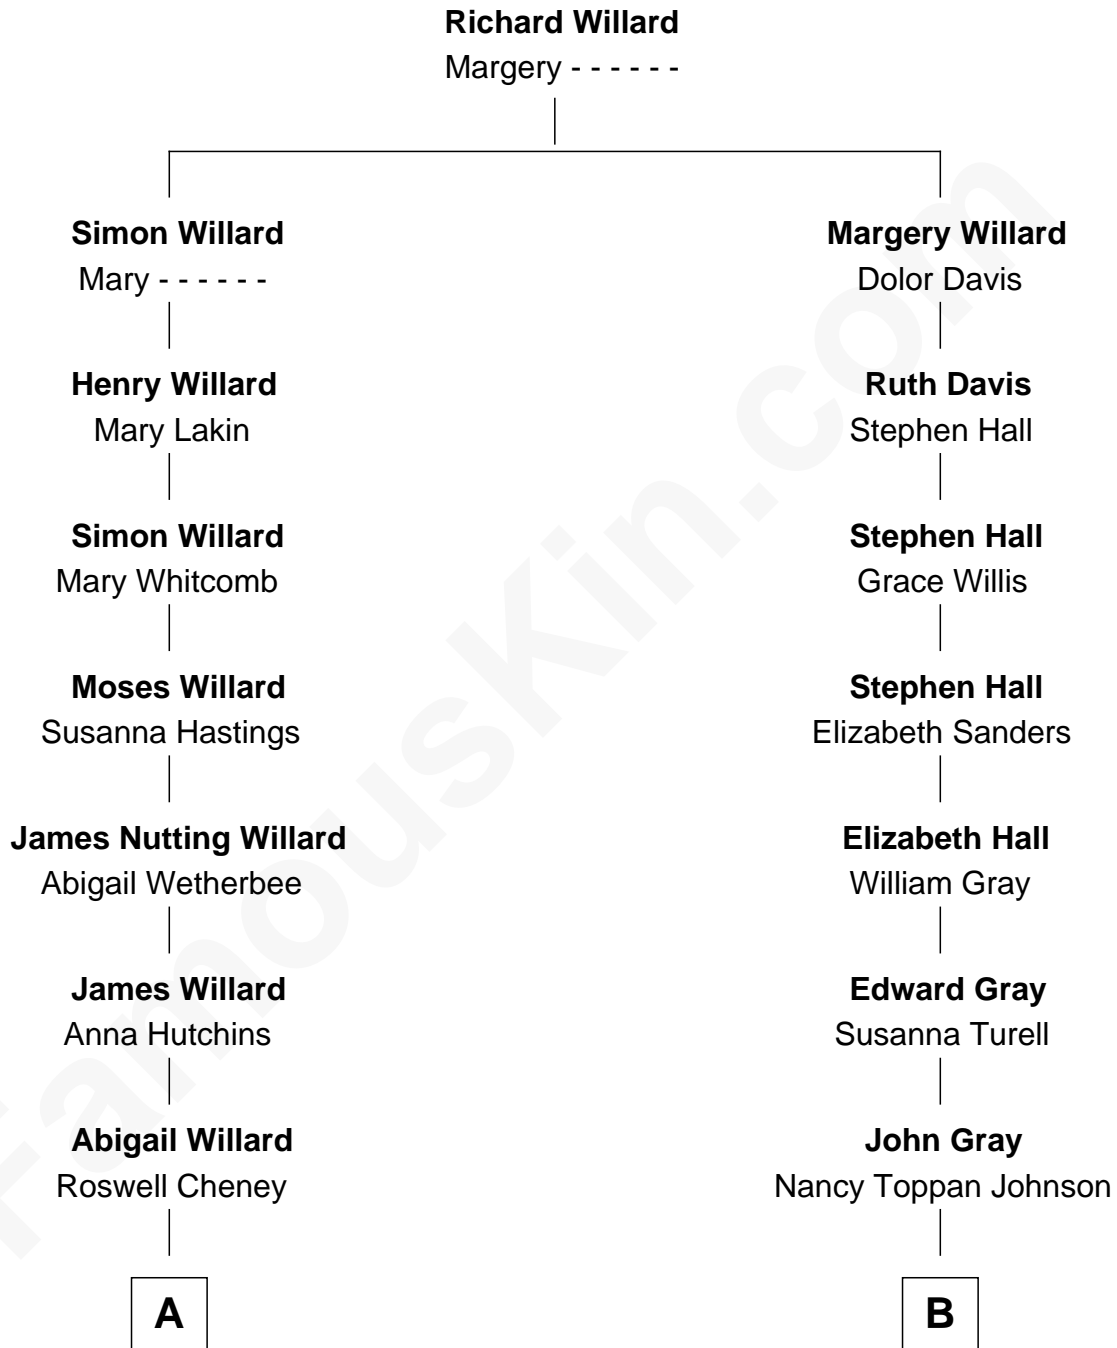 Richard Willard
Margery - - - - - -
Simon Willard
Mary - - - - - -
Margery Willard
Dolor Davis
Henry Willard
Mary Lakin
Ruth Davis
Stephen Hall
Simon Willard
Mary Whitcomb
Stephen Hall
Grace Willis
Moses Willard
Susanna Hastings
Stephen Hall
Elizabeth Sanders
James Nutting Willard
Abigail Wetherbee
Elizabeth Hall
William Gray
James Willard
Anna Hutchins
Edward Gray
Susanna Turell
Abigail Willard
Roswell Cheney
John Gray
Nancy Toppan Johnson
A
B
FamousKin.com